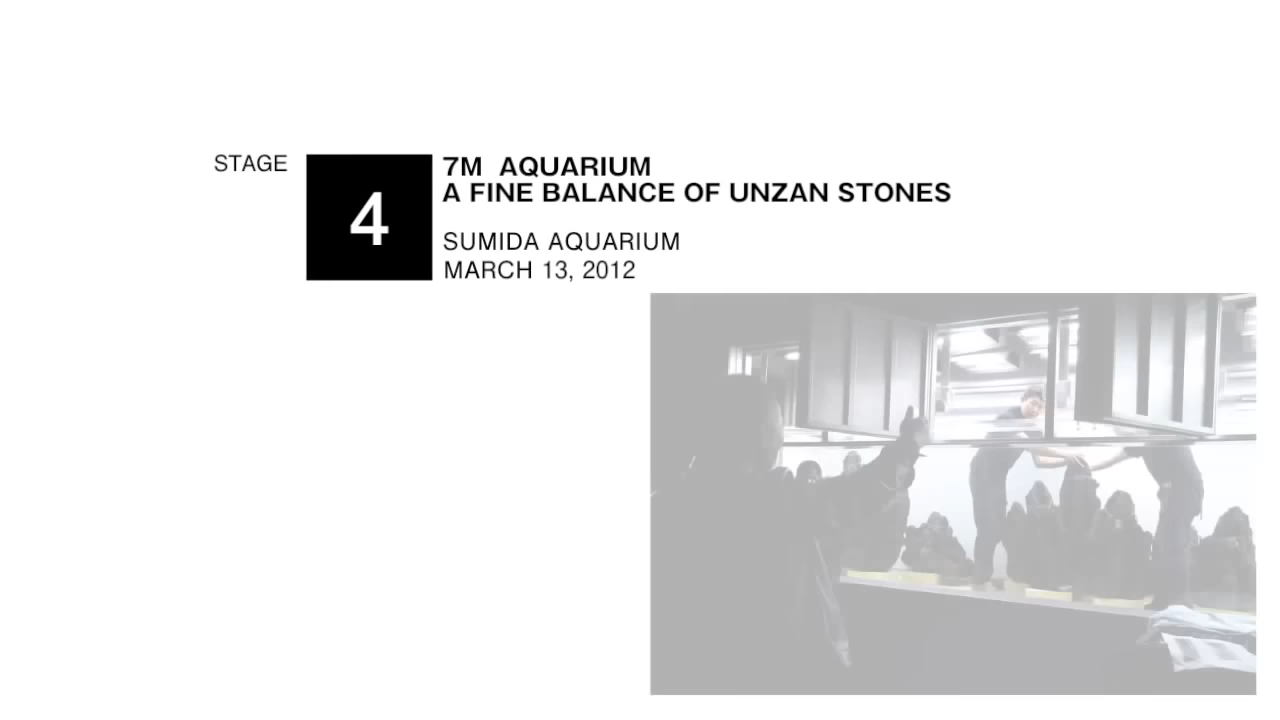 STAGE
4
7M AQUARIUM
A FINE BALANCE OF UNZAN STONES
SUMIDA AQUARIUM
MARCH 13, 2012